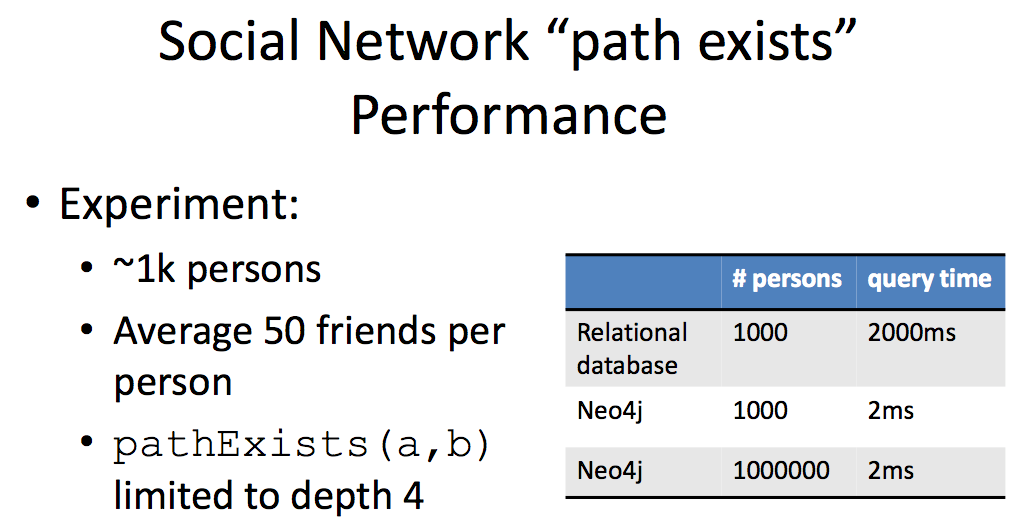 Social Network “path exists”
Performance
• Experiment:
• ~1k persons
• Average 50 friends per
person
• pathExists(a,b)
limited to depth 4
# persons query time
Relational
database 1000 2000ms
Neo4j 1000 2ms
Neo4j 1000000 2ms